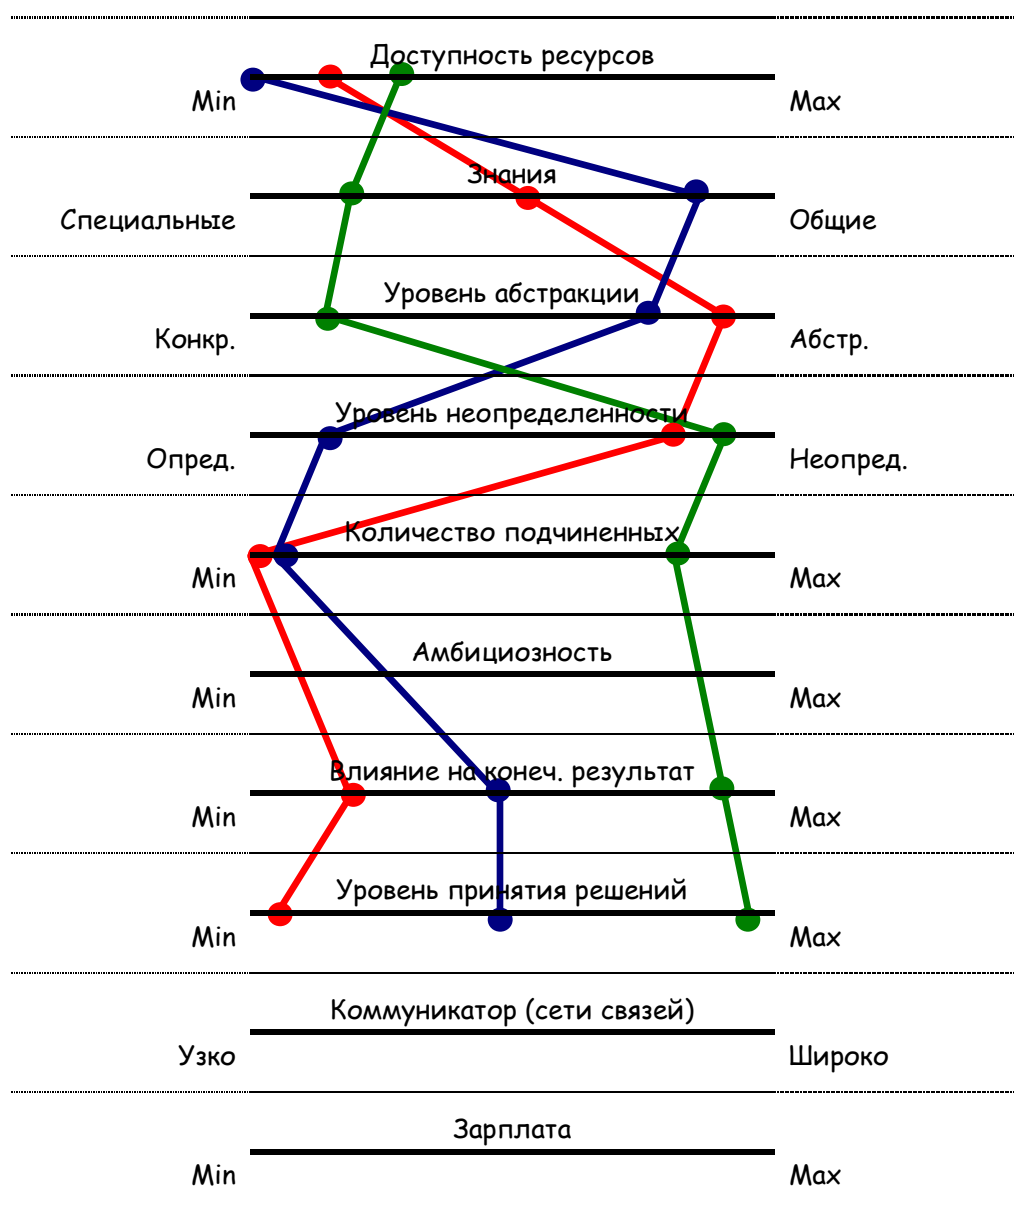 Доступность ресурсов
Min Max
Знания
Специальные Общие
Уровень абстракции
Конкр. Абстр.
Уровень неопределенности
Опред. Неопред.
Количество подчиненных
Min Max
Амбициозность
Min Max
Влияние на конеч. результат
Min Max
Уровень принятия решений
Min Max
Коммуникатор (сети связей)
Узко Широко
Зарплата
Min Max